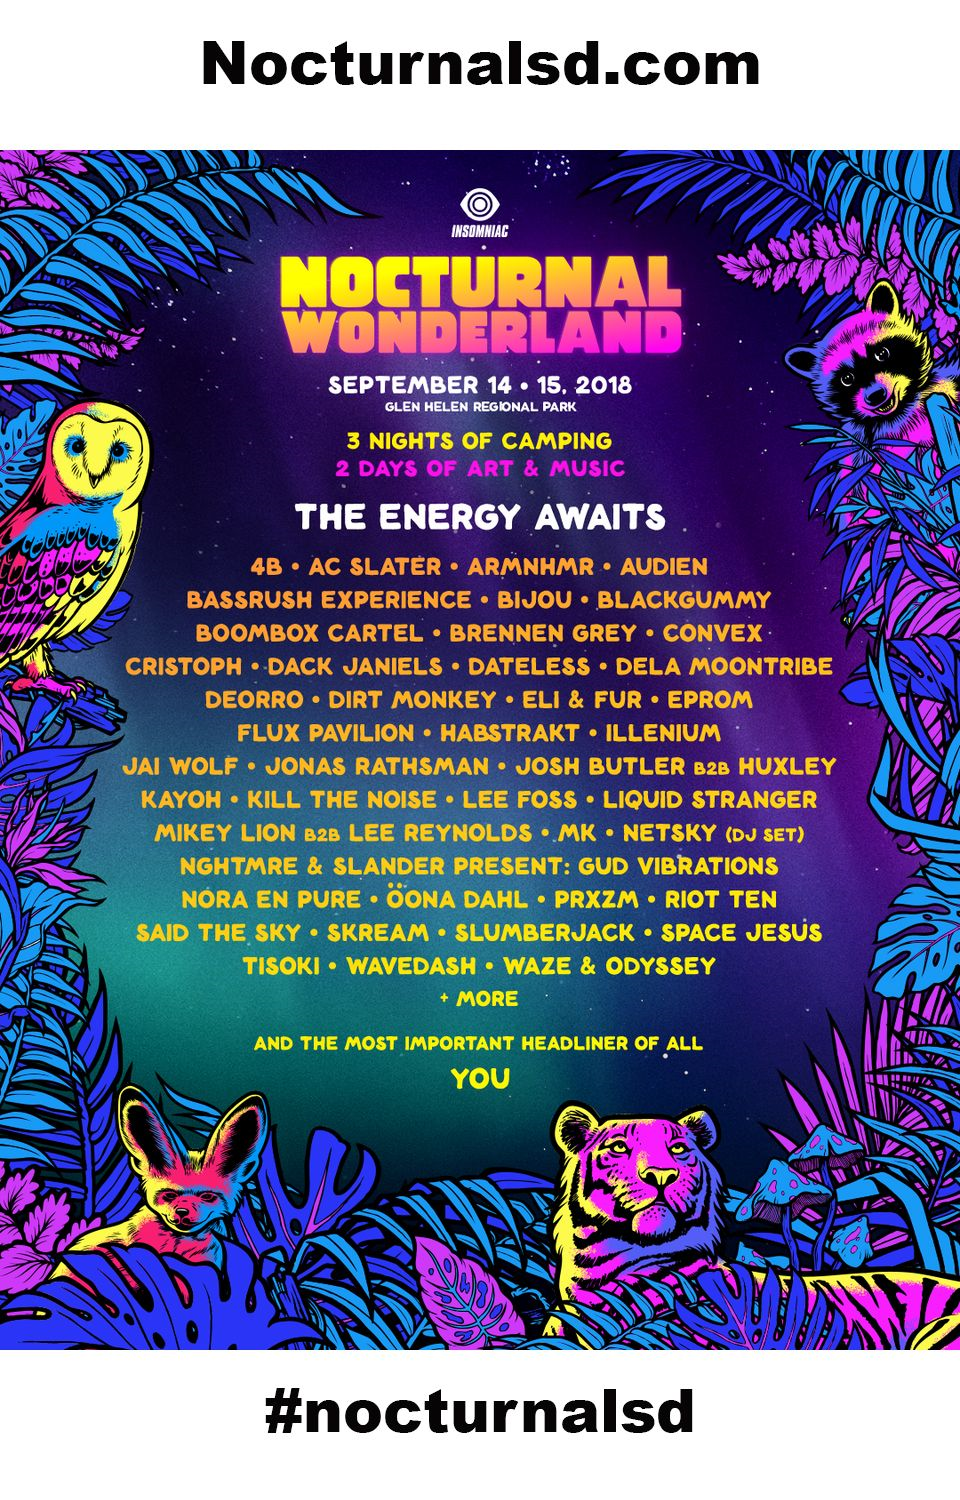 Nocturnalsd.com
INSOMNIAC
NOCTURNAL
WONDERLAND
SEPTEMBER 14 • 15, 2018
GLEN HELEN REGIONAL PARK
3 NIGHTS OF CAMPING
2 DAYS OF ART & MUSIC
THE ENERGY AWAITS
4B • AC SLATER • ARMNHMR • AUDIEN
BASSRUSH EXPERIENCE • BIJOU • BLACKGUMMY
BOOMBOX CARTEL • BRENNEN GREY • CONVEX
CRISTOPH • DACK JANIELS • DATELESS • DELA MOONTRIBE
DEORRO • DIRT MONKEY • ELI & FUR • EPROM
FLUX PAVILION • HABSTRAKT • ILLENIUM
JAI WOLF • JONAS RATHSMAN • JOSH BUTLER B2B HUXLEY
KAYOH • KILL THE NOISE • LEE FOSS • LIQUID STRANGER
MIKEY LION B2B LEE REYNOLDS • MK • NETSKY (DJ SET)
NGHTMRE & SLANDER PRESENT: GUD VIBRATIONS
NORA EN PURE • ÖONA DAHL • PRXZM • RIOT TEN
SAID THE SKY • SKREAM • SLUMBERJACK • SPACE JESUS
TISOKI • WAVEDASH • WAZE & ODYSSEY
+ MORE
AND THE MOST IMPORTANT HEADLINER OF ALL
YOU
#nocturnalsd